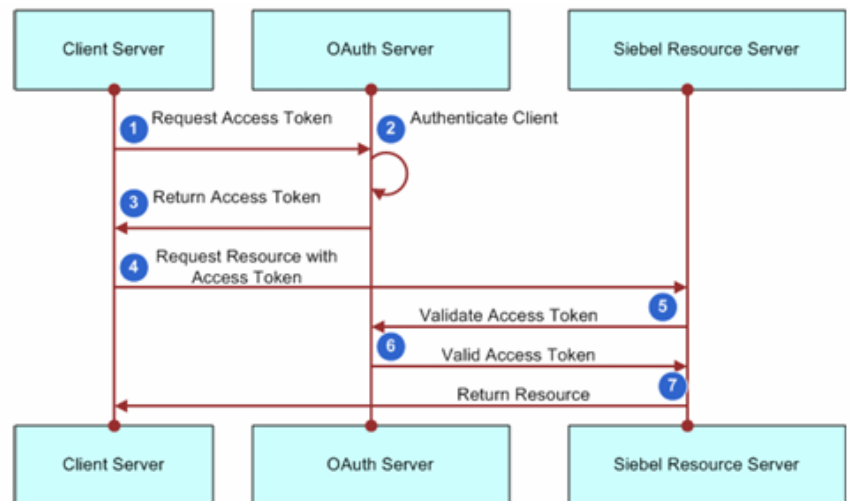 Client Server
OAuth Server
Siebel Resource Server
1
Request Access Token
2
Authenticate Client
3
Return Access Token
4
Request Resource with
Access Token
5
Validate Access Token
6
Valid Access Token
7
Return Resource
Client Server
OAuth Server
Siebel Resource Server